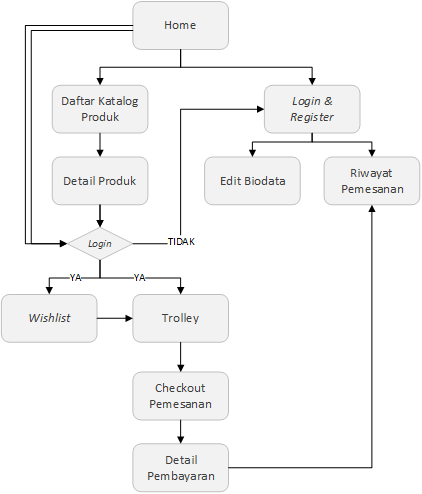 Home
Daftar Katalog
Produk
Login &
Register
Detail Produk
Edit Biodata
Riwayat
Pemesanan
Login
TIDAK
YA
YA
Wishlist
Trolley
Checkout
Pemesanan
Detail
Pembayaran